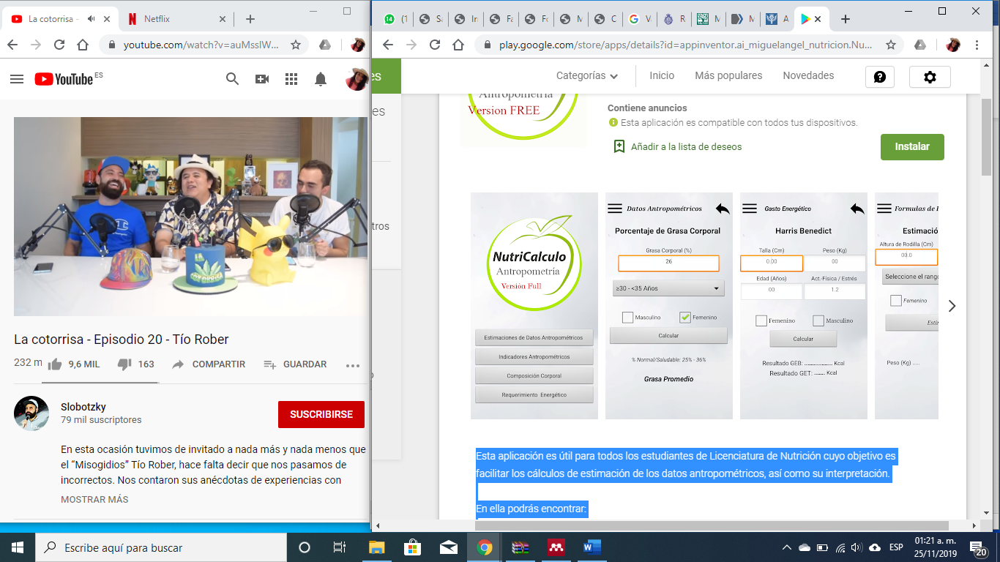 La cotorrisa -
Netflix
youtube.com/watch?v=auMssIW...
YouTube ES
COTORRISA
La cotorrisa - Episodio 20 - Tío Rober
232 m
9,6 MIL
163
COMPARTIR
GUARDAR
Slobotzky
79 mil suscriptores
SUSCRIBIRSE
En esta ocasión tuvimos de invitado a nada más y nada menos que
el “Misogidios” Tío Rober, hace falta decir que nos pasamos de
incorrectos. Nos contaron sus anécdotas de experiencias con
MOSTRAR MÁS
14
(1
play.google.com/store/apps/details?id=appinventor.ai_miguelangel_nutricion.Nu...
es
Categorías
Inicio
Más populares
Novedades
es
tros
Antropometría
Version FREE
Contiene anuncios
Esta aplicación es compatible con todos tus dispositivos.
Añadir a la lista de deseos
Instalar
NutriCalculo
Antropometría
Versión Full
Estimaciones de Datos Antropométricos
Indicadores Antropométricos
Composición Corporal
Requerimiento Energético
Datos Antropométricos
Porcentaje de Grasa Corporal
Grasa Corporal (%)
26
≥30 - <35 Años
Masculino
Femenino
Calcular
% Normal/Saludable: 25% - 36%
Grasa Promedio
Gasto Energético
Harris Benedict
Talla (Cm)
Peso (Kg)
0.00
00
Edad (Años)
Act.-Física / Estrés
00
1.2
Femenino
Masculino
Calcular
Resultado GEB: .................. Kcal
Resultado GET: ....... Kcal
Formulas de
Estimació
Altura de Rodilla (Cm)
00.0
Seleccione el rango
Femenino
Peso (Kg) .....
Esta aplicación es útil para todos los estudiantes de Licenciatura de Nutrición cuyo objetivo es
facilitar los cálculos de estimación de los datos antropométricos, así como su interpretación.
En ella podrás encontrar:
Escribe aquí para buscar
ESP
01:21 a. m.
25/11/2019
20